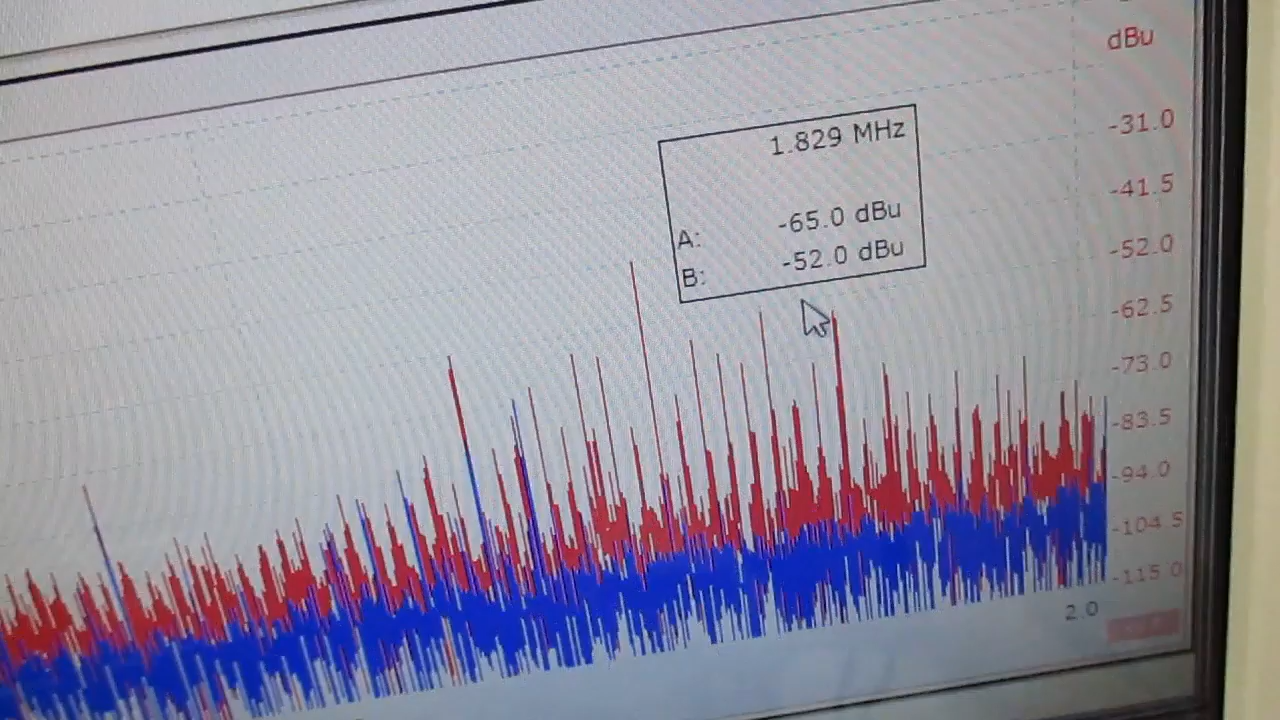 dBu
1.829 MHz
-31.0
-41.5
A: -65.0 dBu
B: -52.0 dBu
-52.0
-62.5
-73.0
-83.5
-94.0
-104.5
-115.0
2.0